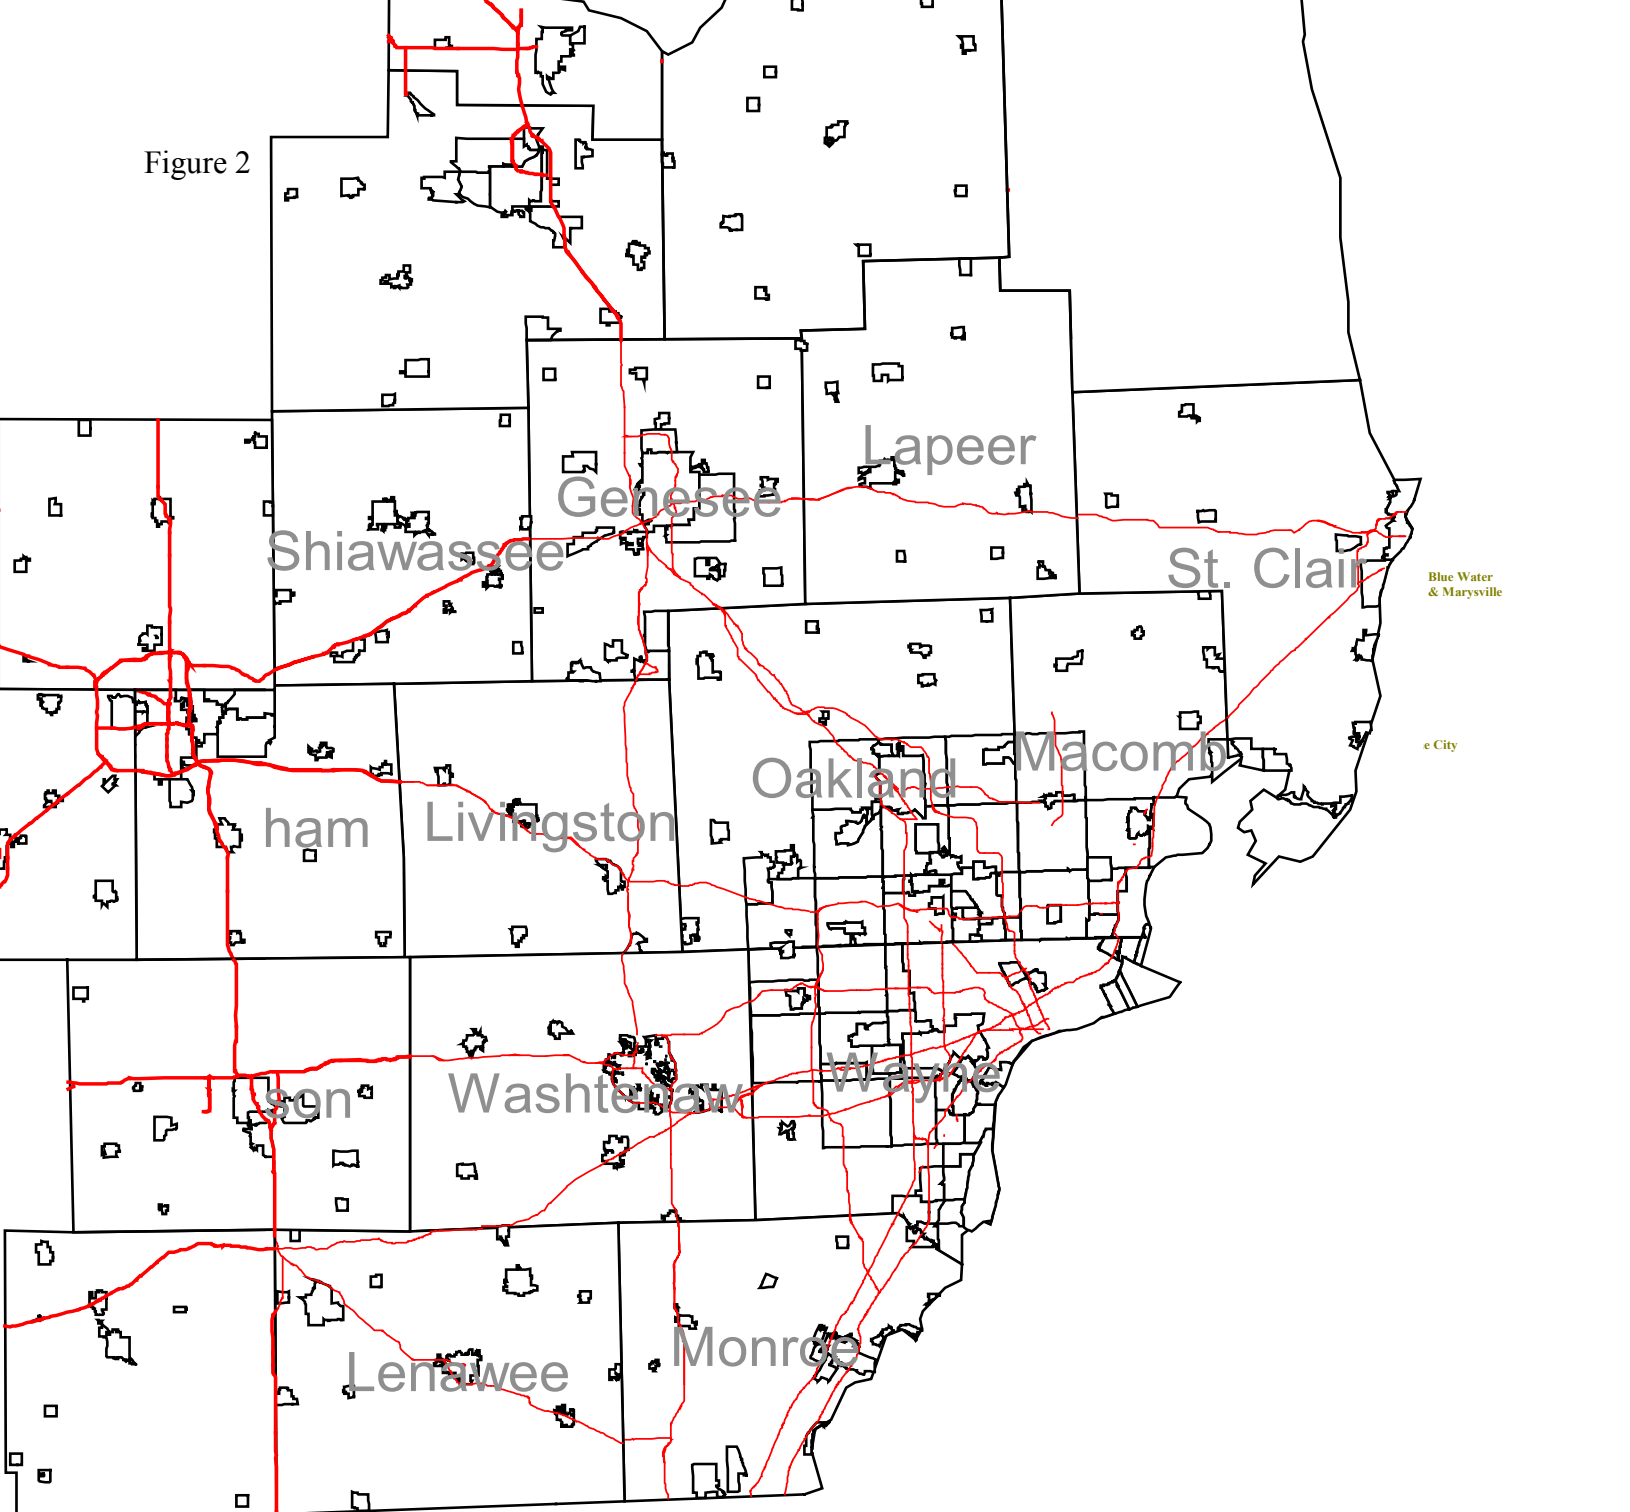 Figure 2
Lapeer
Genesee
Shiawassee
St. Clair
Blue Water
& Marysville
e City
Macomb
Oakland
Livingston
ham
Wayne
Washtenaw
son
Monroe
Lenawee